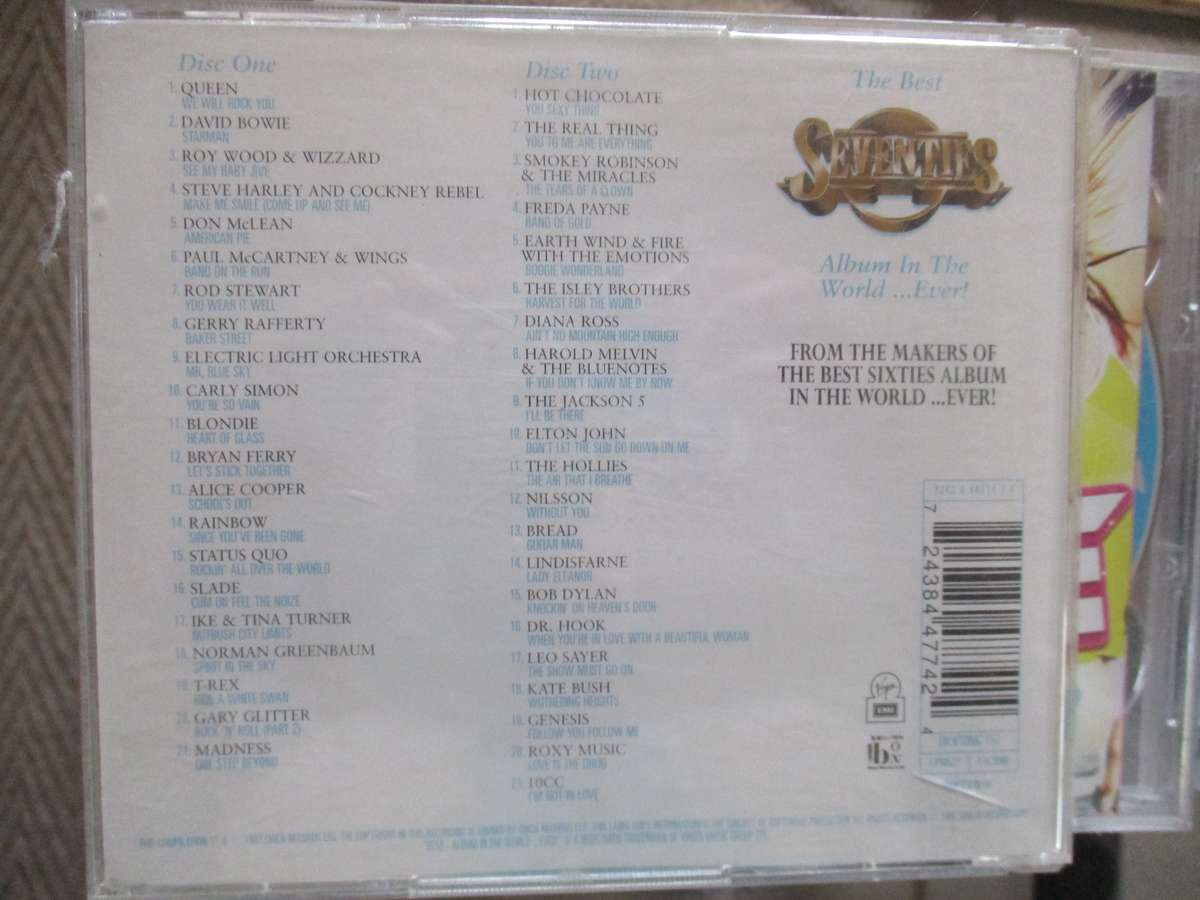 Disc One
1. QUEEN
WE WILL ROCK YOU
2. DAVID BOWIE
STARMAN
3. ROY WOOD & WIZZARD
SEE MY BABY JIVE
4. STEVE HARLEY AND COCKNEY REBEL
MAKE ME SMILE (COME UP AND SEE ME)
5. DON McLEAN
AMERICAN PIE
6. PAUL McCARTNEY & WINGS
BAND ON THE RUN
7. ROD STEWART
YOU WEAR IT WELL
8. GERRY RAFFERTY
BAKER STREET
9. ELECTRIC LIGHT ORCHESTRA
MR. BLUE SKY
10. CARLY SIMON
YOU'RE SO VAIN
11. BLONDIE
HEART OF GLASS
12. BRYAN FERRY
LET'S STICK TOGETHER
13. ALICE COOPER
SCHOOL'S OUT
14. RAINBOW
SINCE YOU'VE BEEN GONE
15. STATUS QUO
ROCKIN' ALL OVER THE WORLD
16. SLADE
CUM ON FEEL THE NOIZE
17. IKE & TINA TURNER
NUTBUSH CITY LIMITS
18. NORMAN GREENBAUM
SPIRIT IN THE SKY
19. T-REX
RIDE A WHITE SWAN
20. GARY GLITTER
ROCK 'N' ROLL (PART 2)
21. MADNESS
ONE STEP BEYOND
Disc Two
1. HOT CHOCOLATE
YOU SEXY THING
2. THE REAL THING
YOU TO ME ARE EVERYTHING
3. SMOKEY ROBINSON
& THE MIRACLES
THE TEARS OF A CLOWN
4. FREDA PAYNE
BAND OF GOLD
5. EARTH WIND & FIRE
WITH THE EMOTIONS
BOOGIE WONDERLAND
6. THE ISLEY BROTHERS
HARVEST FOR THE WORLD
7. DIANA ROSS
AIN'T NO MOUNTAIN HIGH ENOUGH
8. HAROLD MELVIN
& THE BLUENOTES
IF YOU DON'T KNOW ME BY NOW
9. THE JACKSON 5
I'LL BE THERE
10. ELTON JOHN
DON'T LET THE SUN GO DOWN ON ME
11. THE HOLLIES
THE AIR THAT I BREATHE
12. NILSSON
WITHOUT YOU
13. BREAD
GUITAR MAN
14. LINDISFARNE
LADY ELEANOR
15. BOB DYLAN
KNOCKIN' ON HEAVEN'S DOOR
16. DR. HOOK
WHEN YOU'RE IN LOVE WITH A BEAUTIFUL WOMAN
17. LEO SAYER
THE SHOW MUST GO ON
18. KATE BUSH
WUTHERING HEIGHTS
19. GENESIS
FOLLOW YOU FOLLOW ME
20. ROXY MUSIC
LOVE IS THE DRUG
21. 10CC
I'M NOT IN LOVE
The Best
SEVENTIES
Album In The
World ...Ever!
FROM THE MAKERS OF
THE BEST SIXTIES ALBUM
IN THE WORLD ...EVER!
7 24384 47742 4
Virgin
EMI